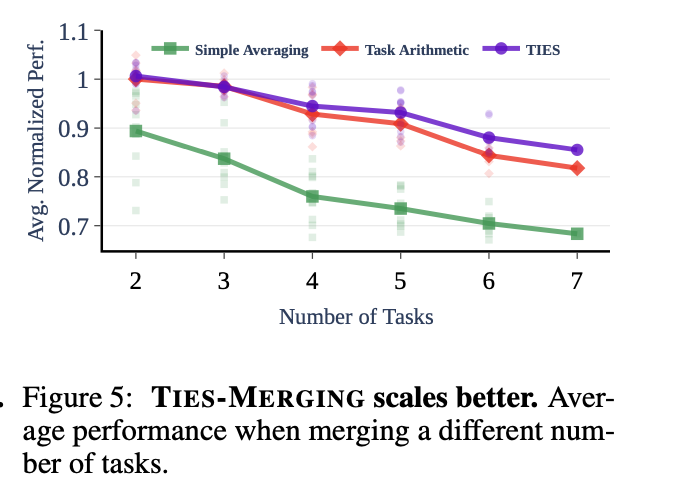 1.1
1
0.9
0.8
0.7
Avg. Normalized Perf.
Simple Averaging Task Arithmetic TIES
2 3 4 5 6 7
Number of Tasks
. Figure 5: TIES-MERGING scales better. Aver-
age performance when merging a different num-
ber of tasks.